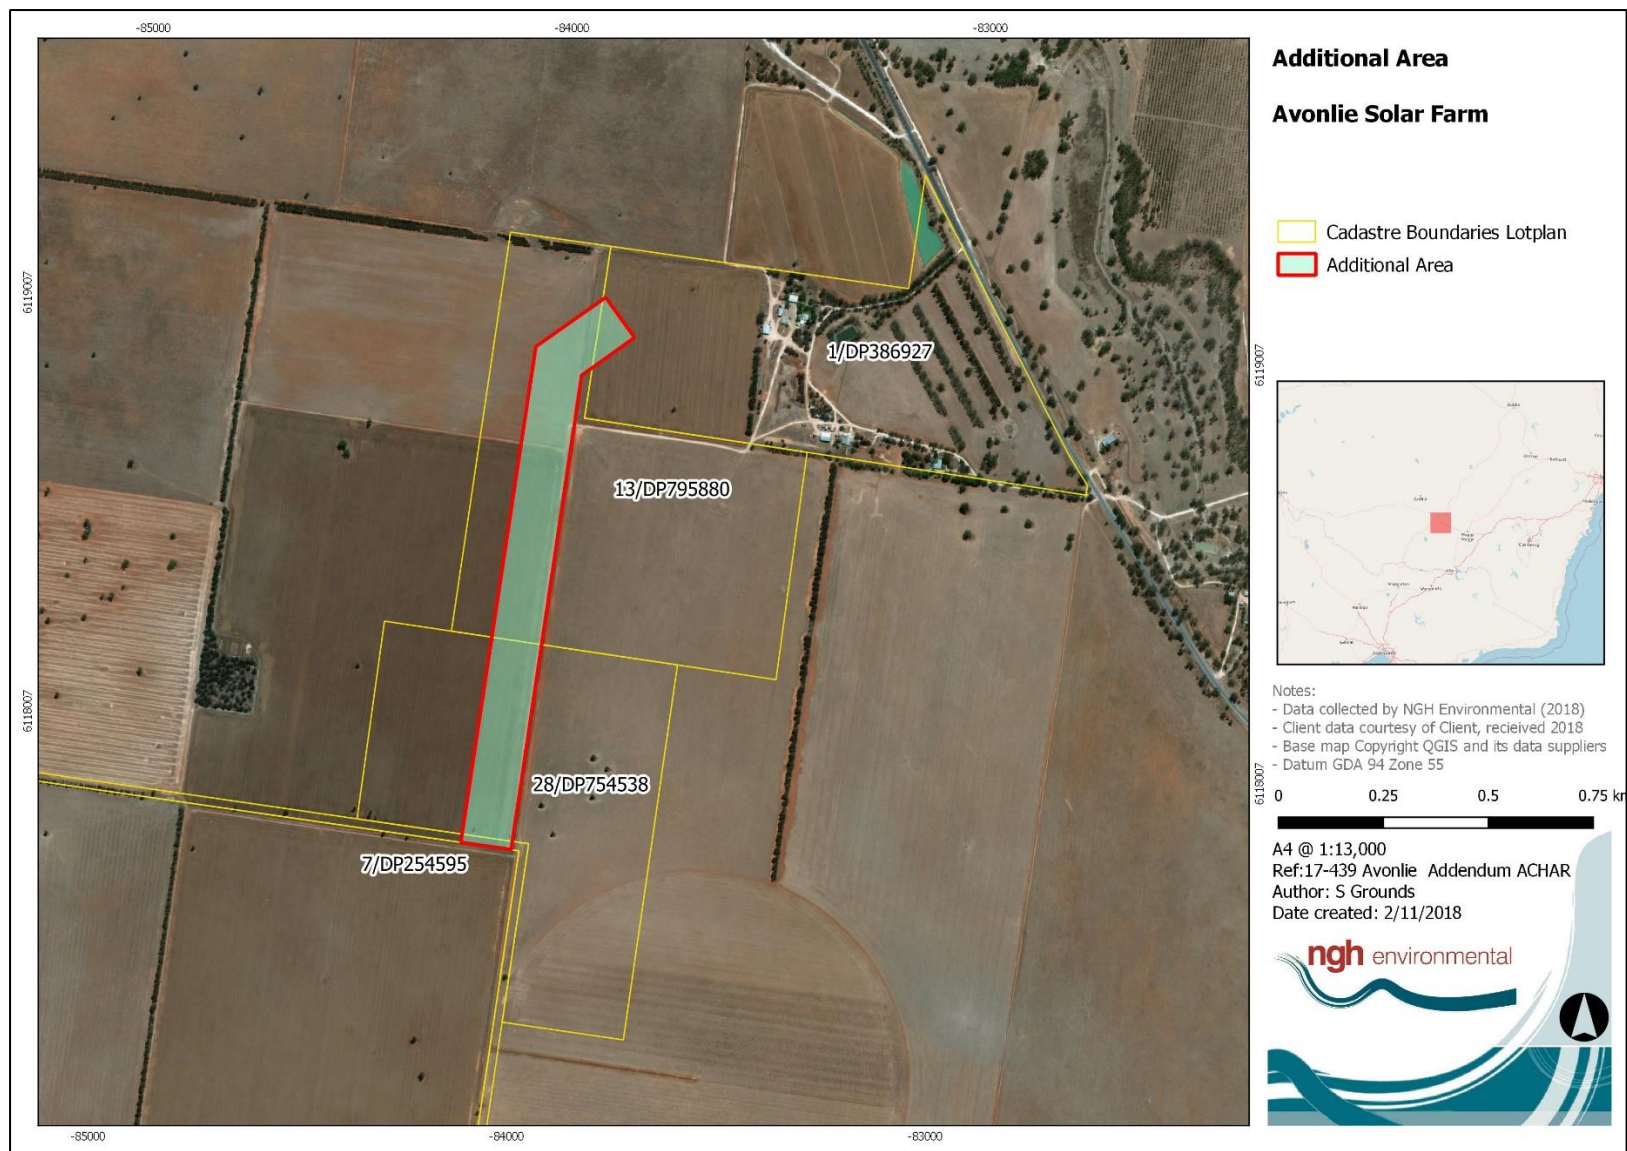 -85000
-84000
-83000
6119007
6118007
1/DP386927
13/DP795880
28/DP754538
7/DP254595
6119007
6118007
-85000
-84000
-83000
Additional Area
Avonlie Solar Farm
Cadastre Boundaries Lotplan
Additional Area
Notes:
- Data collected by NGH Environmental (2018)
- Client data courtesy of Client, recieived 2018
- Base map Copyright QGIS and its data suppliers
- Datum GDA 94 Zone 55
0 0.25 0.5 0.75 km
A4 @ 1:13,000
Ref:17-439 Avonlie Addendum ACHAR
Author: S Grounds
Date created: 2/11/2018
ngh environmental